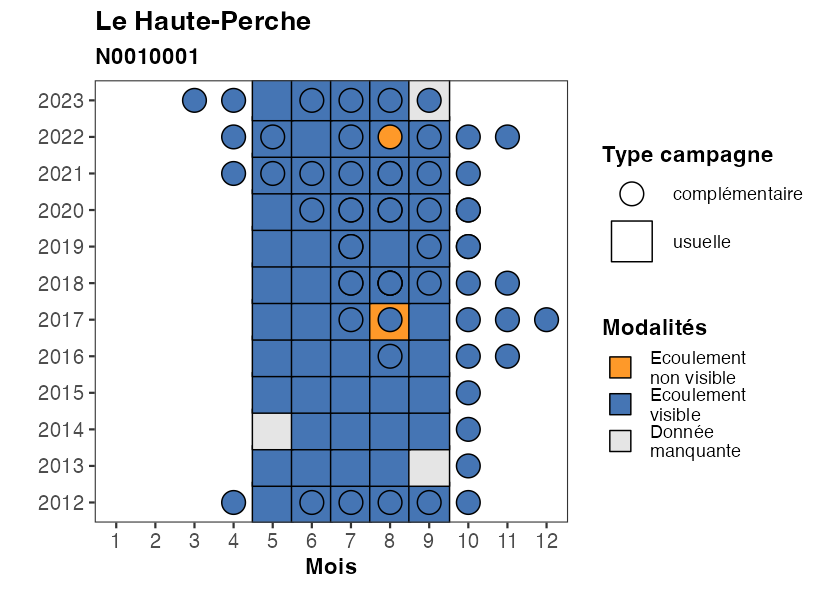 Le Haute-Perche
N0010001
2023
2022
2021
2020
2019
2018
2017
2016
2015
2014
2013
2012
1 2 3 4 5 6 7 8 9 10 11 12
Mois
Type campagne
complémentaire
usuelle
Modalités
Ecoulement
non visible
Ecoulement
visible
Donnée
manquante